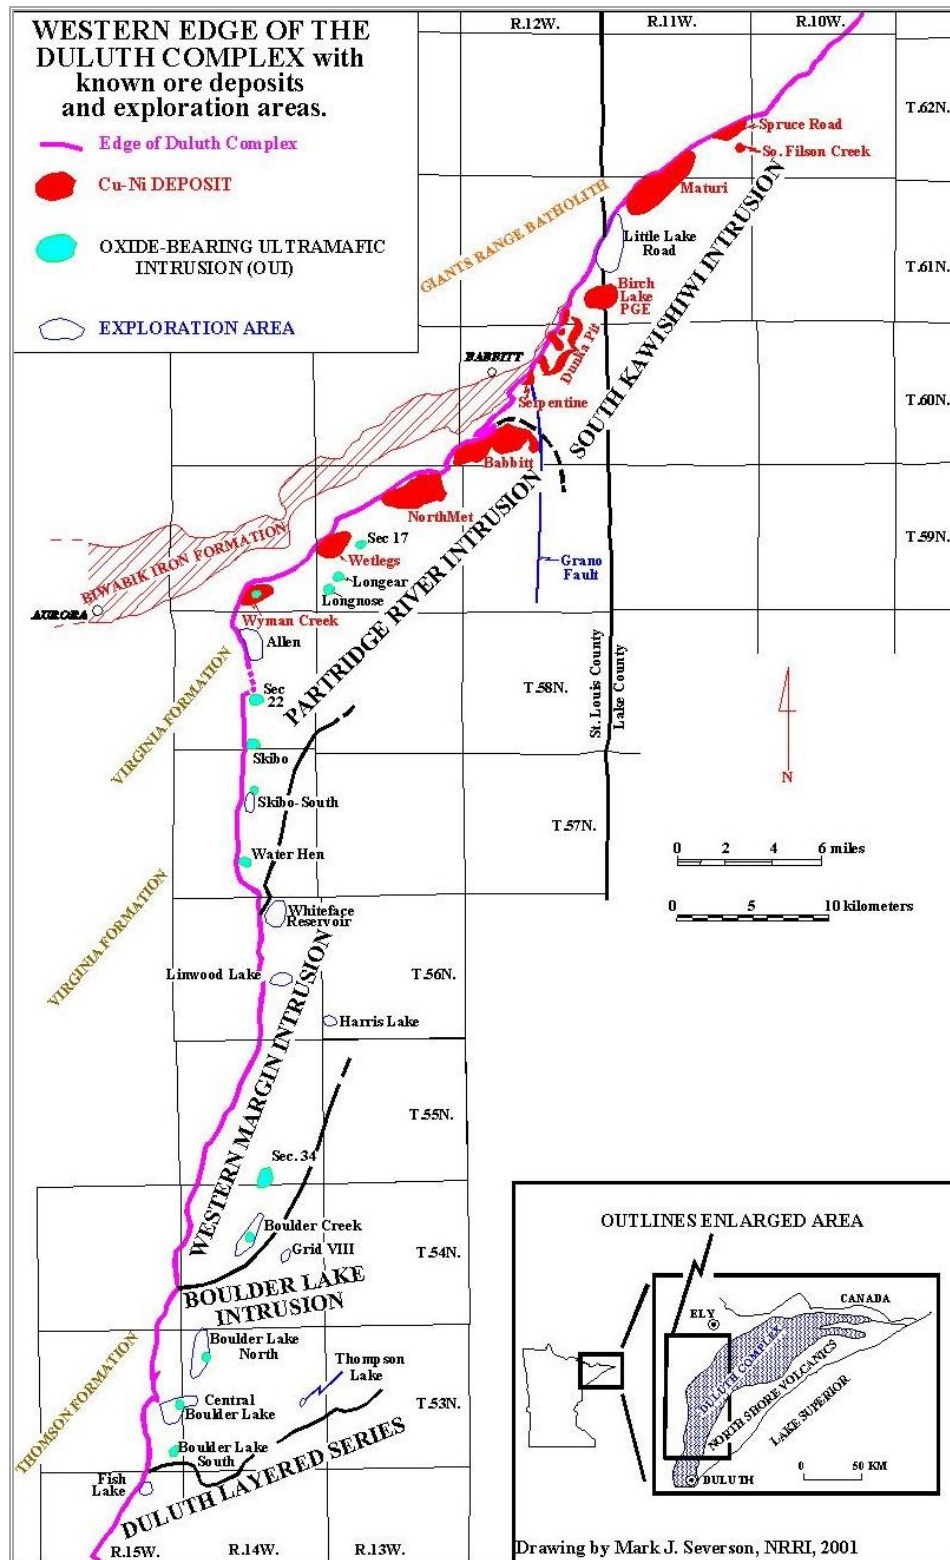 WESTERN EDGE OF THE
DULUTH COMPLEX with
known ore deposits
and exploration areas.
Edge of Duluth Complex
Cu-Ni DEPOSIT
OXIDE-BEARING ULTRAMAFIC
INTRUSION (OUI)
EXPLORATION AREA
R.12W.
R.11W.
R.10W.
T.62N.
Spruce Road
So. Filson Creek
Maturi
GIANTS RANGE BATHOLITH
Little Lake
Road
T.61N.
Birch
Lake
PGE
SOUTH KAWISHIWI INTRUSION
Dunka Pit
BABBITT
Serpentine
T.60N.
Babbitt
NorthMet
BIWABIK IRON FORMATION
Sec 17
Wetlegs
Longear
Longnose
T.59N.
Grano
Fault
AURORA
Wyman Creek
PARTRIDGE RIVER INTRUSION
Allen
Sec
22
T.58N.
St. Louis County
Lake County
VIRGINIA FORMATION
Skibo
Skibo-South
N
T.57N.
Water Hen
0 2 4 6 miles
0 5 10 kilometers
VIRGINIA FORMATION
Whiteface
Reservoir
Linwood Lake
T.56N.
Harris Lake
WESTERN MARGIN INTRUSION
T.55N.
Sec. 34
Boulder Creek
Grid VIII
T.54N.
BOULDER LAKE
INTRUSION
Boulder Lake
North
Thompson
Lake
THOMSON FORMATION
Central
Boulder Lake
T.53N.
Boulder Lake
South
Fish
Lake
DULUTH LAYERED SERIES
R.15W.
R.14W.
R.13W.
OUTLINES ENLARGED AREA
ELY
CANADA
DULUTH COMPLEX
NORTH SHORE VOLCANICS
LAKE SUPERIOR
0 50 KM
DULUTH
Drawing by Mark J. Severson, NRRI, 2001